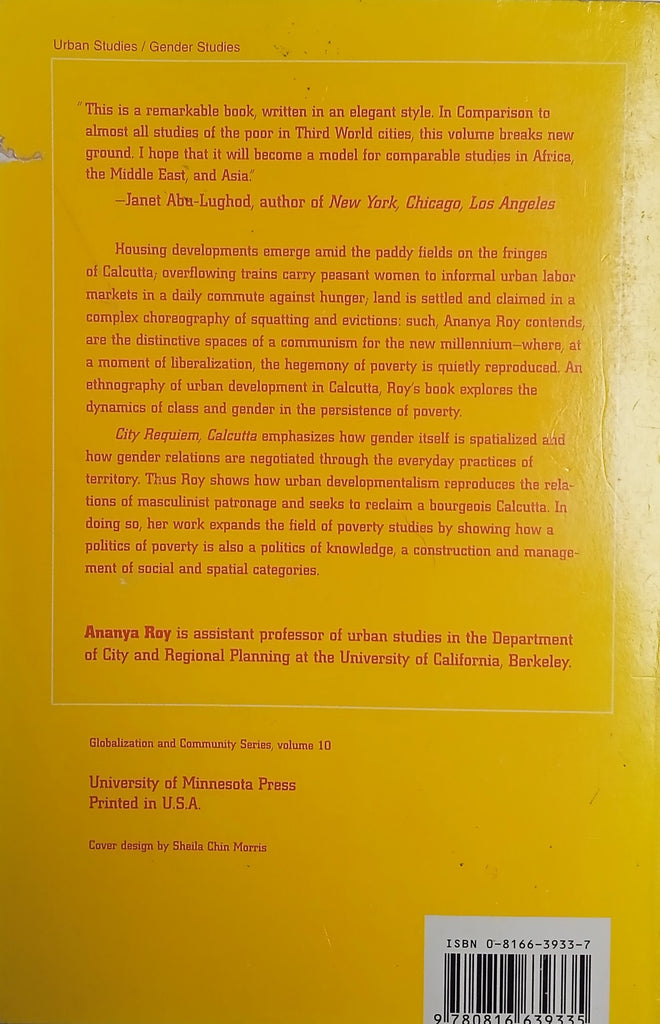 Urban Studies / Gender Studies
"This is a remarkable book, written in an elegant style. In Comparison to
almost all studies of the poor in Third World cities, this volume breaks new
ground. I hope that it will become a model for comparable studies in Africa,
the Middle East, and Asia."
—Janet Abu-Lughod, author of New York, Chicago, Los Angeles
Housing developments emerge amid the paddy fields on the fringes
of Calcutta; overflowing trains carry peasant women to informal urban labor
markets in a daily commute against hunger; land is settled and claimed in a
complex choreography of squatting and evictions: such, Ananya Roy contends,
are the distinctive spaces of a communism for the new millennium—where, at
a moment of liberalization, the hegemony of poverty is quietly reproduced. An
ethnography of urban development in Calcutta, Roy's book explores the
dynamics of class and gender in the persistence of poverty.
City Requiem, Calcutta emphasizes how gender itself is spatialized and
how gender relations are negotiated through the everyday practices of
territory. Thus Roy shows how urban developmentalism reproduces the rela-
tions of masculinist patronage and seeks to reclaim a bourgeois Calcutta. In
doing so, her work expands the field of poverty studies by showing how a
politics of poverty is also a politics of knowledge, a construction and manage-
ment of social and spatial categories.
Ananya Roy is assistant professor of urban studies in the Department
of City and Regional Planning at the University of California, Berkeley.
Globalization and Community Series, volume 10
University of Minnesota Press
Printed in U.S.A.
Cover design by Sheila Chin Morris
ISBN 0-8166-3933-7
9 780816 639335